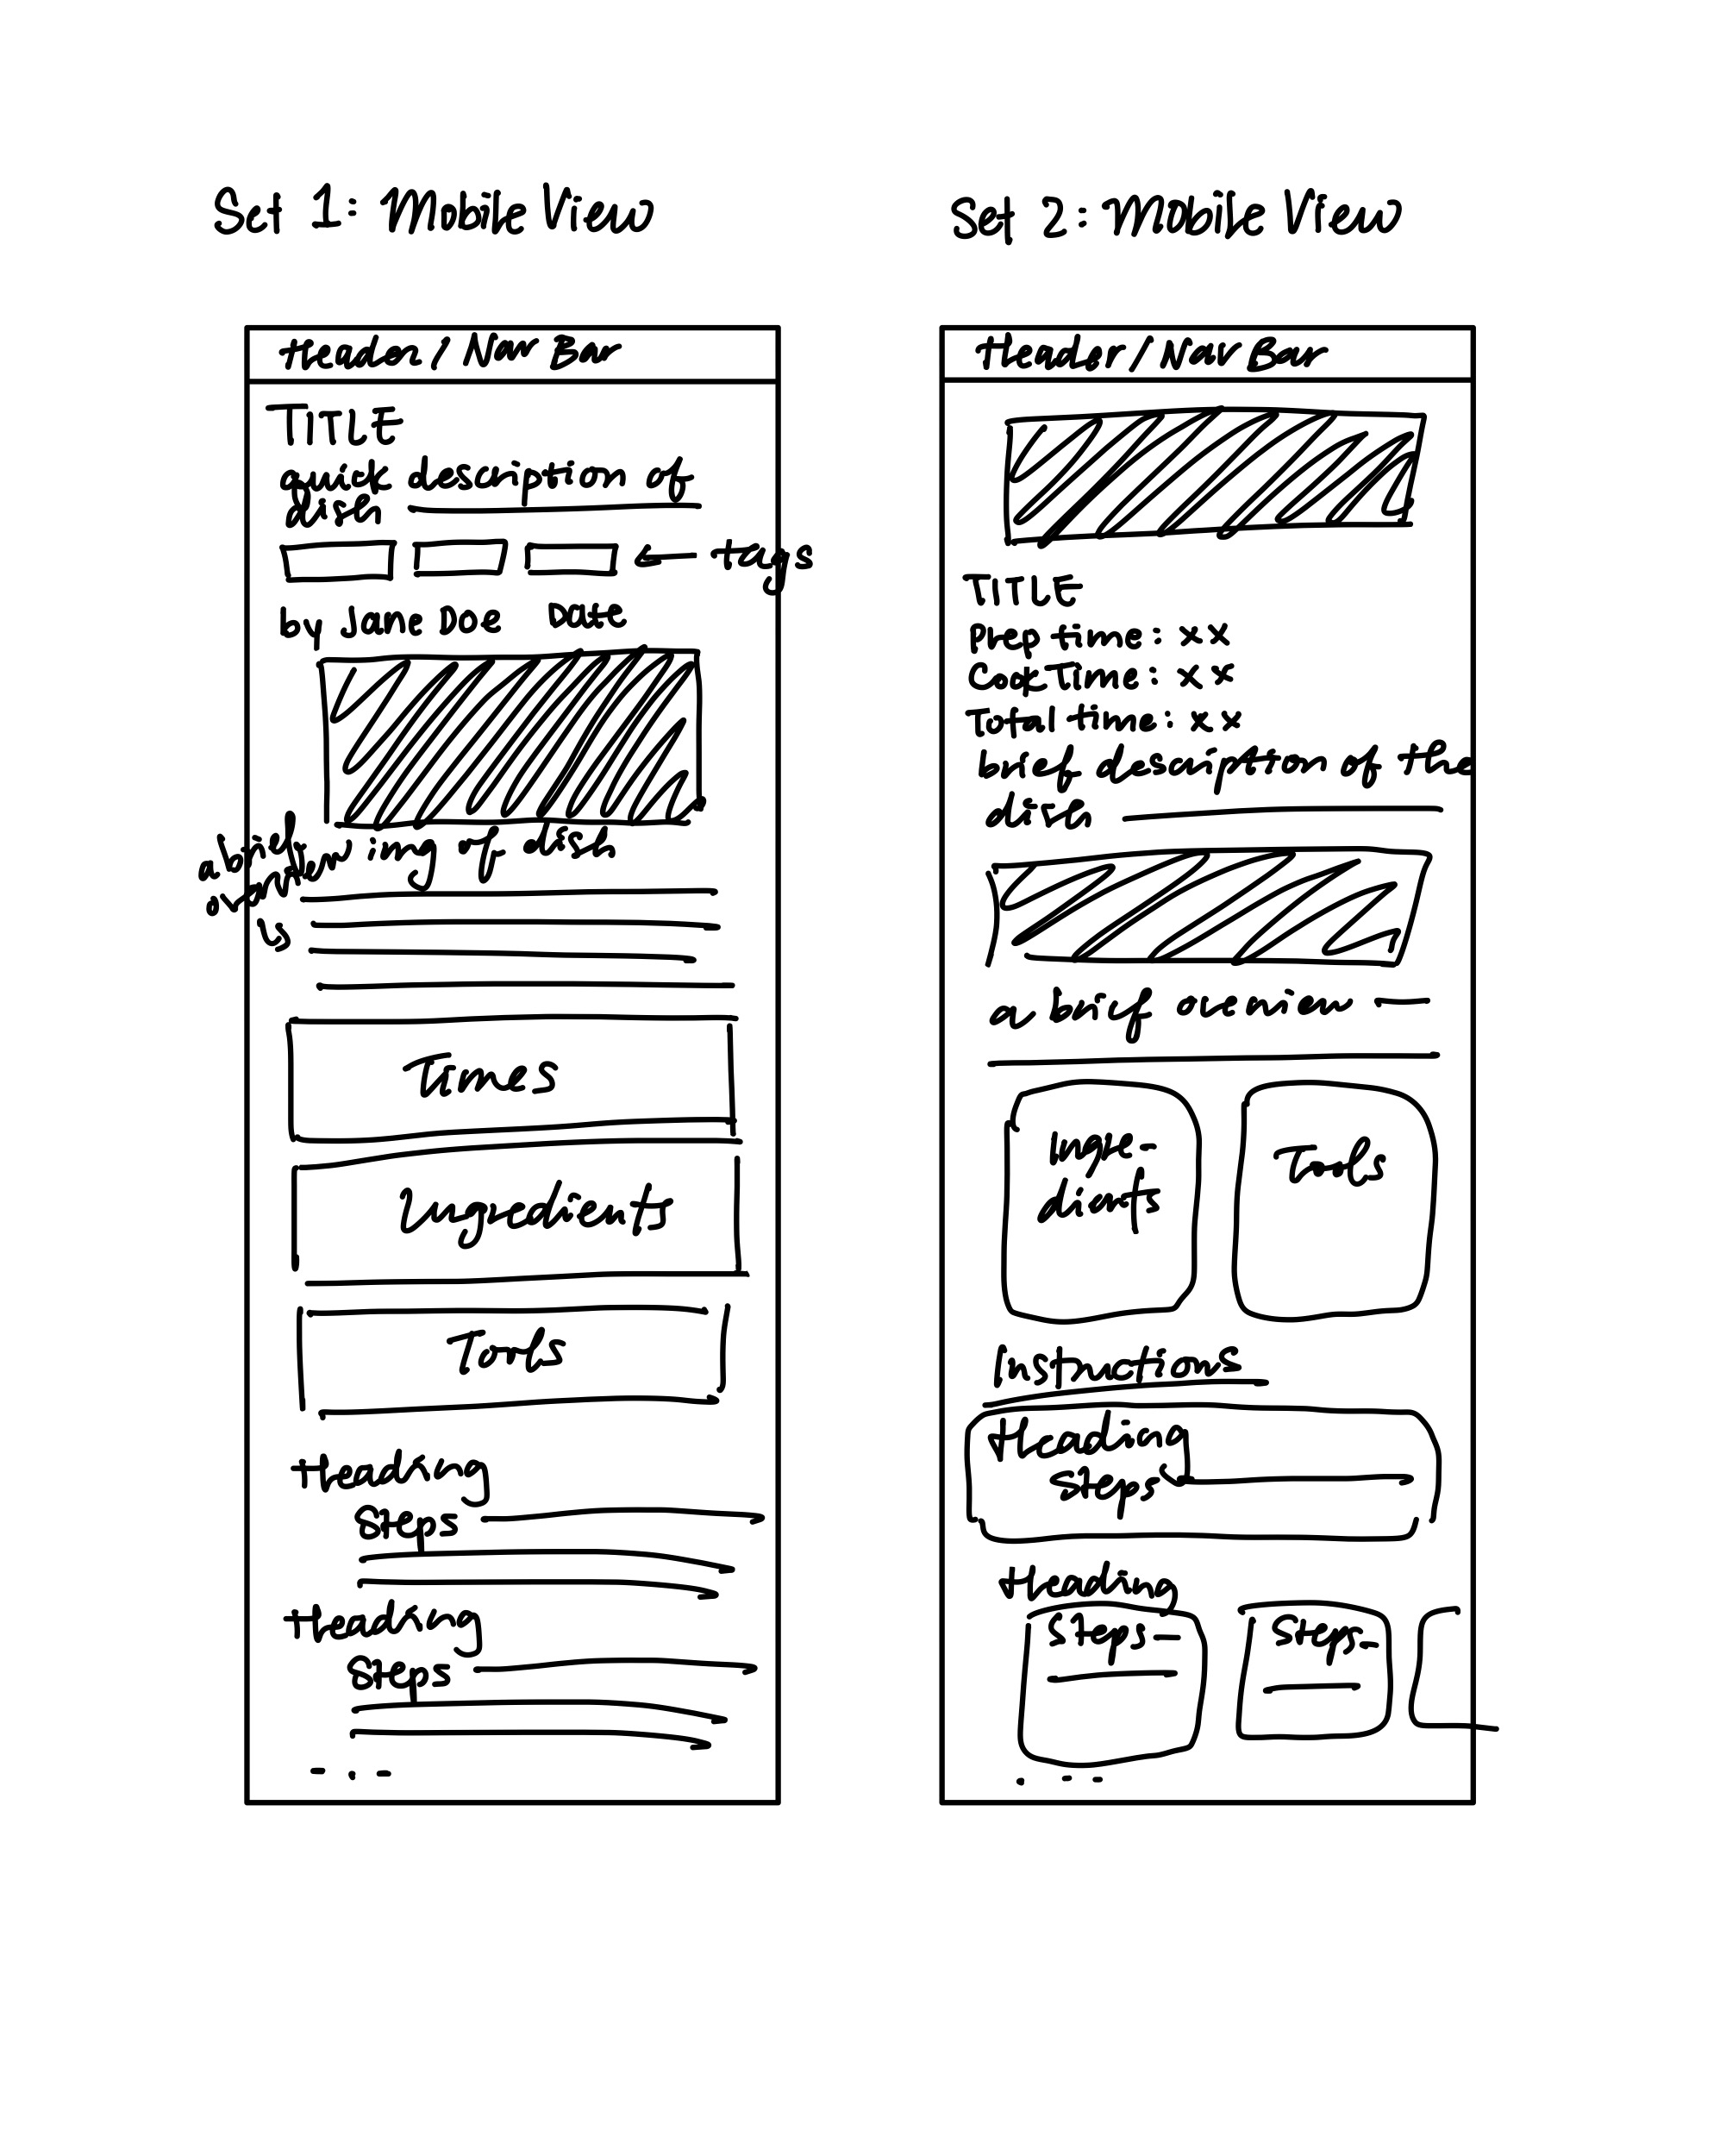 Set 1: Mobile View
Header / Nav Bar
TITLE
quick description of
dish
← tags
by Jane Doe Date
img of dish
a brief
overview
is
Times
Ingredients
Tools
Heading
Steps
Heading
Steps
...
Set 2: Mobile View
Header / Nav Bar
TITLE
Prep time: xx
Cook Time: xx
Total time: xx
brief description of the
dish
a brief overview
Ingre-
dients
Tools
Instructions
Heading
Steps
Heading
Steps
Steps
...